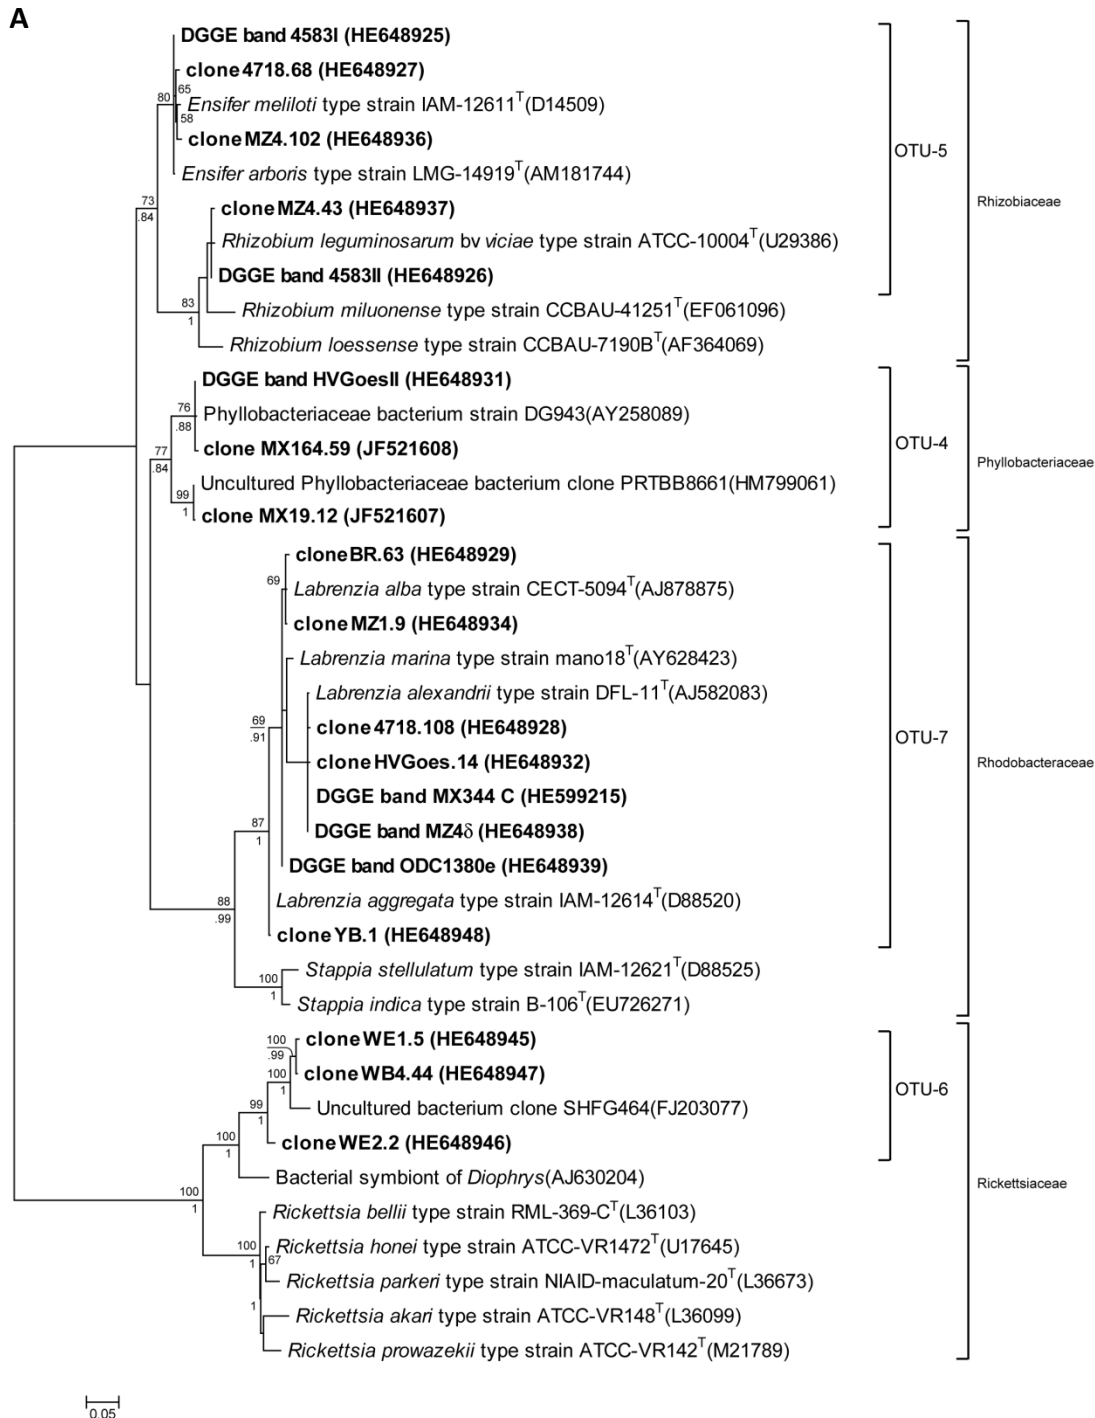 A
DGGE band 4583I (HE648925)
clone 4718.68 (HE648927)
65
80
Ensifer meliloti type strain IAM-12611T(D14509)
58
clone MZ4.102 (HE648936)
OTU-5
Ensifer arboris type strain LMG-14919T(AM181744)
73
.84
Rhizobiaceae
clone MZ4.43 (HE648937)
Rhizobium leguminosarum bv viciae type strain ATCC-10004T(U29386)
DGGE band 4583II (HE648926)
83
1
Rhizobium miluonense type strain CCBAU-41251T(EF061096)
Rhizobium loessense type strain CCBAU-7190BT(AF364069)
DGGE band HVGoesII (HE648931)
76
.88
Phyllobacteriaceae bacterium strain DG943(AY258089)
OTU-4
clone MX164.59 (JF521608)
77
.84
Phyllobacteriaceae
Uncultured Phyllobacteriaceae bacterium clone PRTBB8661(HM799061)
99
1
clone MX19.12 (JF521607)
clone BR.63 (HE648929)
69
Labrenzia alba type strain CECT-5094T(AJ878875)
clone MZ1.9 (HE648934)
Labrenzia marina type strain mano18T(AY628423)
Labrenzia alexandrii type strain DFL-11T(AJ582083)
69
.91
clone 4718.108 (HE648928)
OTU-7
clone HVGoes.14 (HE648932)
Rhodobacteraceae
DGGE band MX344 C (HE599215)
87
1
DGGE band MZ4δ (HE648938)
DGGE band ODC1380e (HE648939)
88
.99
Labrenzia aggregata type strain IAM-12614T(D88520)
clone YB.1 (HE648948)
Stappia stellulatum type strain IAM-12621T(D88525)
100
1
Stappia indica type strain B-106T(EU726271)
clone WE1.5 (HE648945)
100
.99
clone WB4.44 (HE648947)
100
1
OTU-6
Uncultured bacterium clone SHFG464(FJ203077)
99
1
clone WE2.2 (HE648946)
100
1
Bacterial symbiont of Diophrys(AJ630204)
Rickettsiaceae
100
1
Rickettsia bellii type strain RML-369-CT(L36103)
Rickettsia honei type strain ATCC-VR1472T(U17645)
100
1
67
Rickettsia parkeri type strain NIAID-maculatum-20T(L36673)
1
Rickettsia akari type strain ATCC-VR148T(L36099)
Rickettsia prowazekii type strain ATCC-VR142T(M21789)
0.05